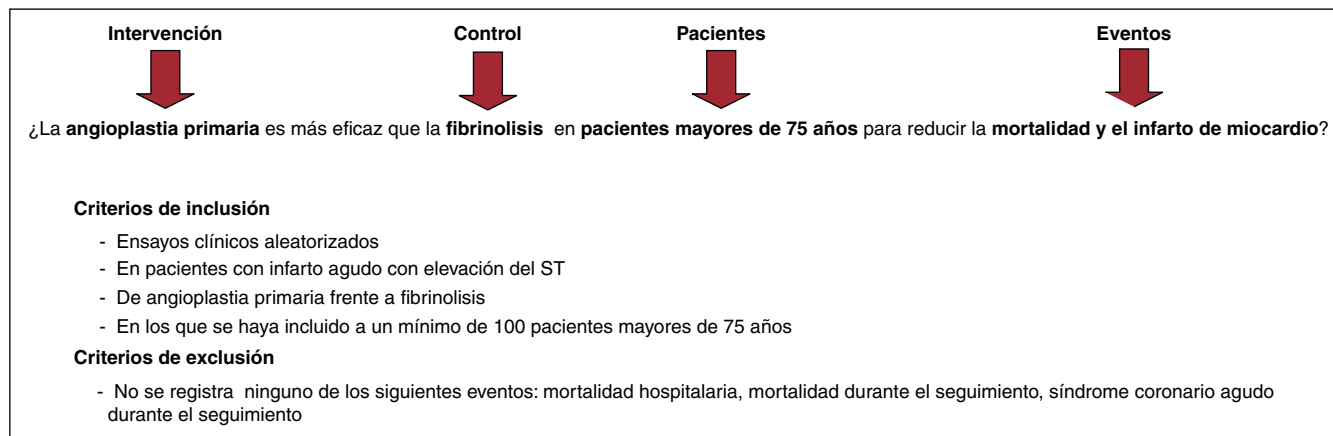 Intervención Control Pacientes Eventos
¿La angioplastia primaria es más eficaz que la fibrinolisis en pacientes mayores de 75 años para reducir la mortalidad y el infarto de miocardio?
Criterios de inclusión
- Ensayos clínicos aleatorizados
- En pacientes con infarto agudo con elevación del ST
- De angioplastia primaria frente a fibrinolisis
- En los que se haya incluido a un mínimo de 100 pacientes mayores de 75 años
Criterios de exclusión
- No se registra ninguno de los siguientes eventos: mortalidad hospitalaria, mortalidad durante el seguimiento, síndrome coronario agudo
durante el seguimiento